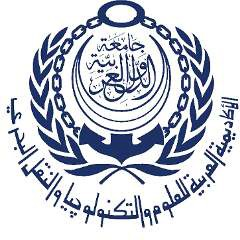 جامعة
الدول العربية
الأكاديمية العربية للعلوم والتكنولوجيا والنقل البحري